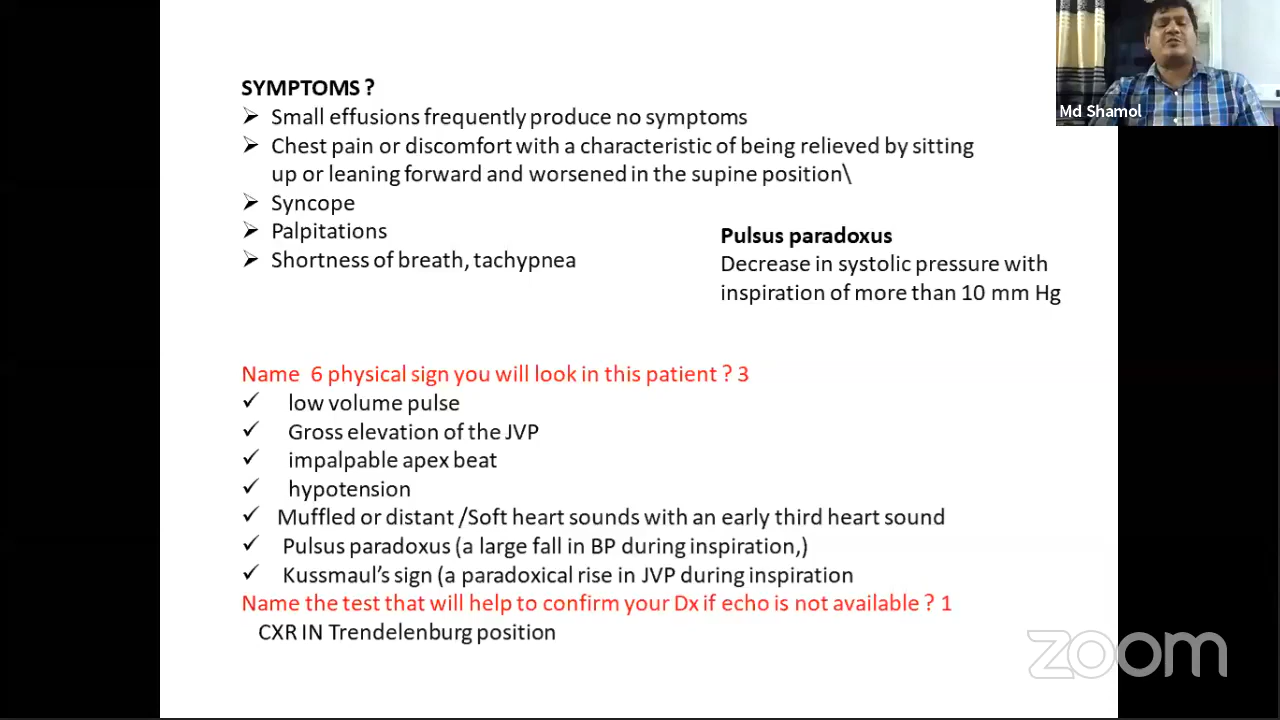 SYMPTOMS ?
➢ Small effusions frequently produce no symptoms
➢ Chest pain or discomfort with a characteristic of being relieved by sitting
up or leaning forward and worsened in the supine position\
➢ Syncope
➢ Palpitations
➢ Shortness of breath, tachypnea
Pulsus paradoxus
Decrease in systolic pressure with
inspiration of more than 10 mm Hg
Name 6 physical sign you will look in this patient ? 3
✓ low volume pulse
✓ Gross elevation of the JVP
✓ impalpable apex beat
✓ hypotension
✓ Muffled or distant /Soft heart sounds with an early third heart sound
✓ Pulsus paradoxus (a large fall in BP during inspiration,)
✓ Kussmaul's sign (a paradoxical rise in JVP during inspiration
Name the test that will help to confirm your Dx if echo is not available ? 1
CXR IN Trendelenburg position
Md Shamol
zoom